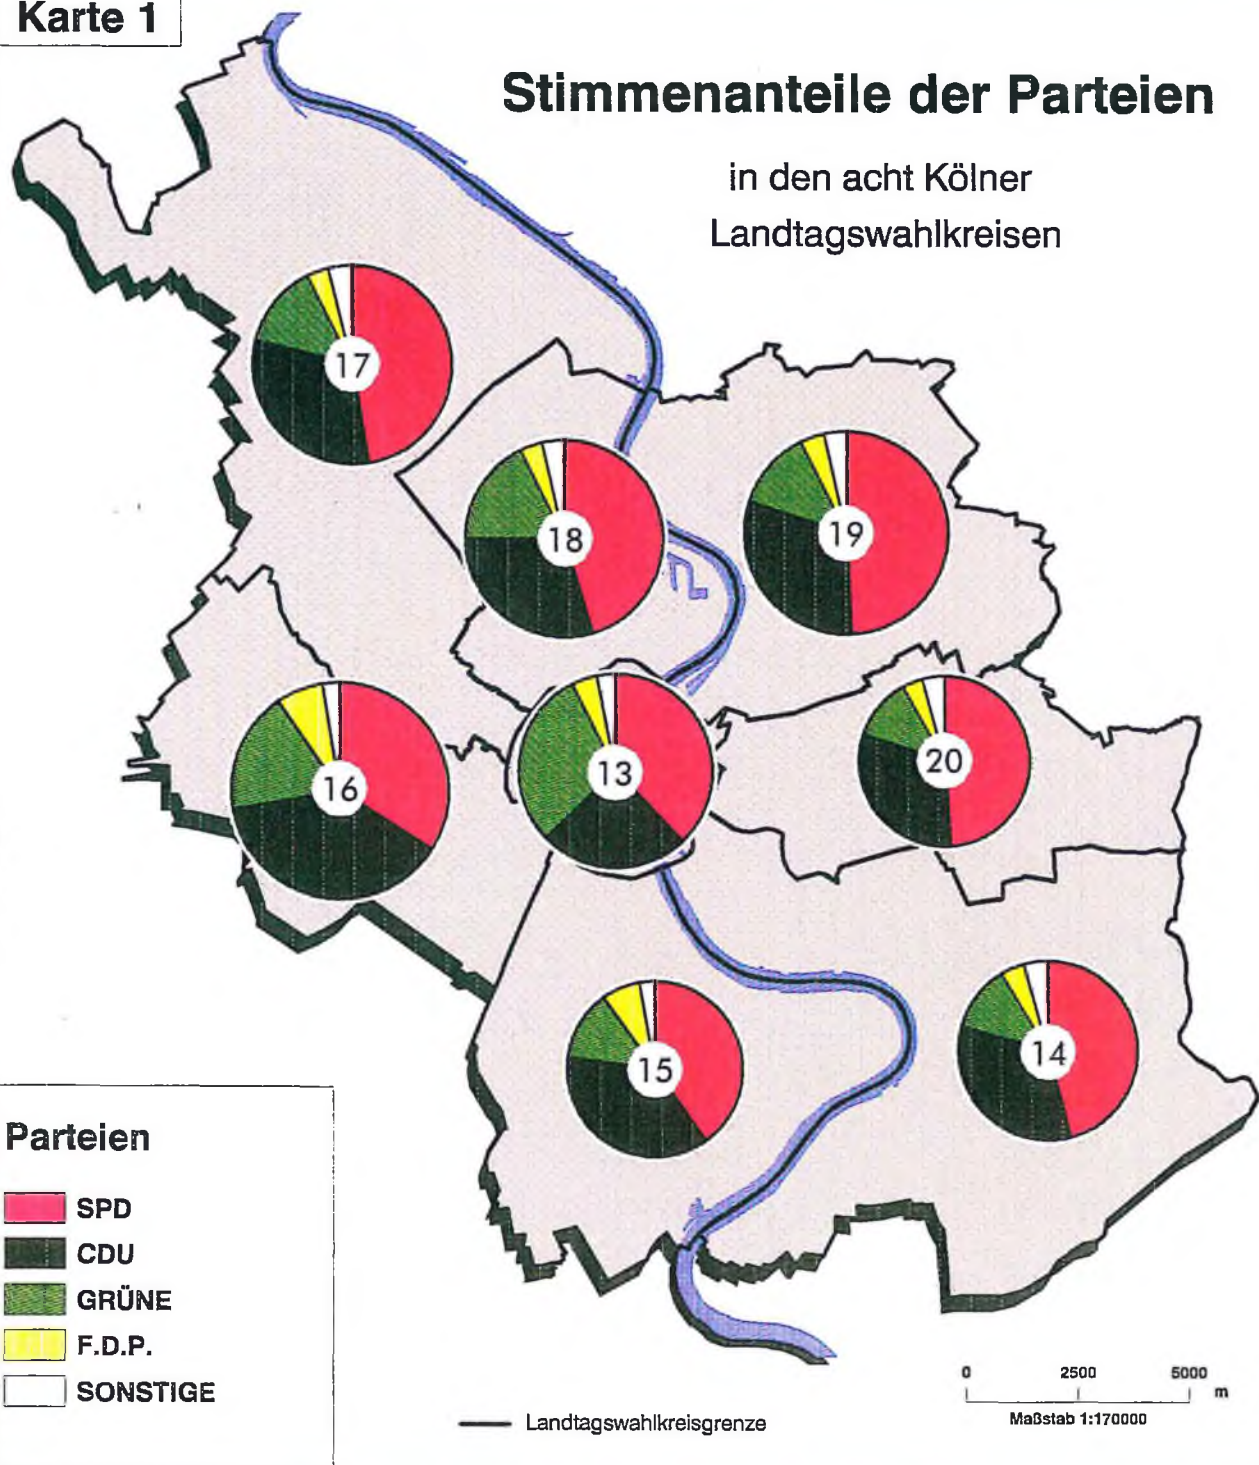 Karte 1
Stimmenanteile der Parteien
in den acht Kölner
Landtagswahlkreisen
17
18
19
16
13
20
15
14
Parteien
SPD
CDU
GRÜNE
F.D.P.
SONSTIGE
Landtagswahlkreisgrenze
0 2500 5000
m
Maßstab 1:170000